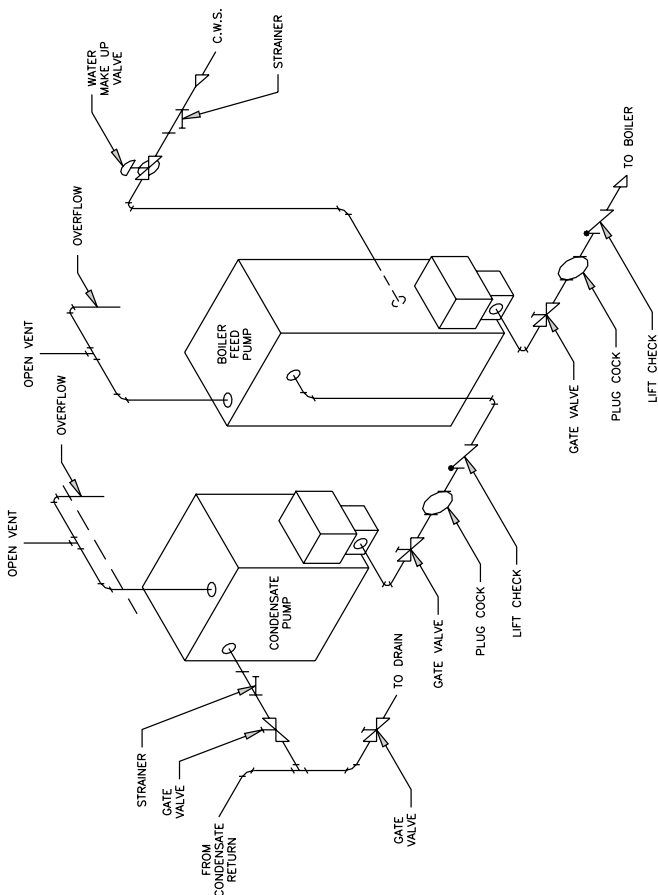 C.W.S.
WATER
MAKE UP
VALVE
STRAINER
OVERFLOW
OPEN VENT
BOILER
FEED
PUMP
TO BOILER
GATE VALVE
PLUG COCK
LIFT CHECK
OVERFLOW
OPEN VENT
CONDENSATE
PUMP
GATE VALVE
PLUG COCK
LIFT CHECK
TO DRAIN
STRAINER
GATE
VALVE
FROM
CONDENSATE
RETURN
GATE
VALVE